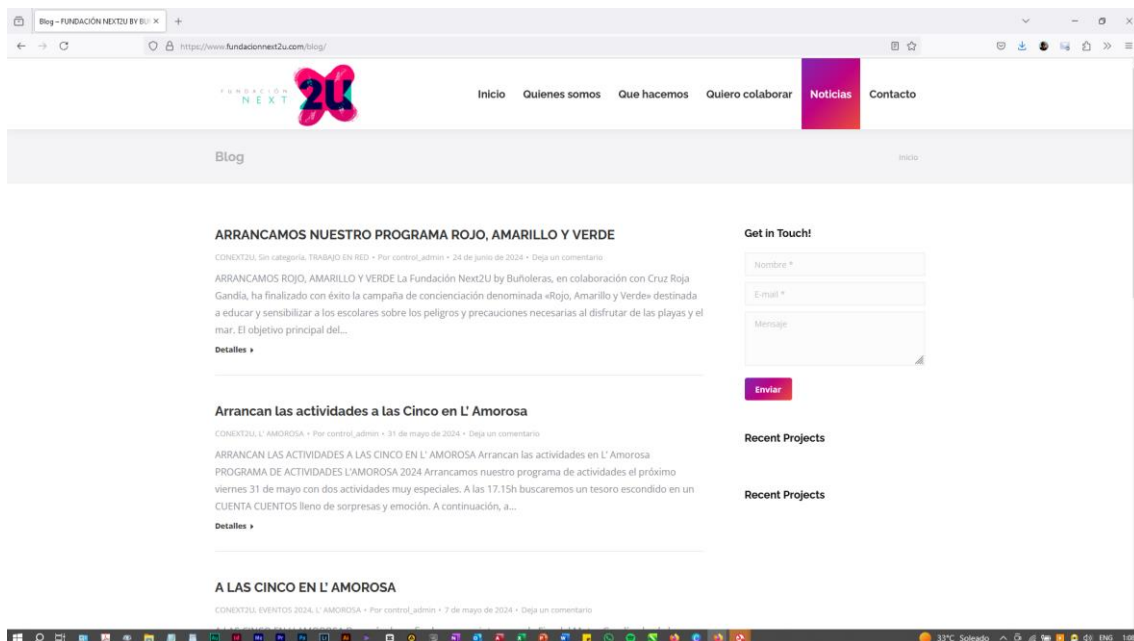 Blog – FUNDACIÓN NEXT2U BY BUÑ
https://www.fundacionnext2u.com/blog/
FUNDACIÓN
NEXT
2U
Inicio Quienes somos Que hacemos Quiero colaborar Noticias Contacto
Blog
Inicio
ARRANCAMOS NUESTRO PROGRAMA ROJO, AMARILLO Y VERDE
CONEXT2U, Sin categoría, TRABAJO EN RED • Por control_admin • 24 de junio de 2024 • Deja un comentario
ARRANCAMOS ROJO, AMARILLO Y VERDE La Fundación Next2U by Buñoleras, en colaboración con Cruz Roja
Gandía, ha finalizado con éxito la campaña de concienciación denominada «Rojo, Amarillo y Verde» destinada
a educar y sensibilizar a los escolares sobre los peligros y precauciones necesarias al disfrutar de las playas y el
mar. El objetivo principal del...
Detalles
Arrancan las actividades a las Cinco en L' Amorosa
CONEXT2U, L' AMOROSA • Por control_admin • 31 de mayo de 2024 • Deja un comentario
ARRANCAN LAS ACTIVIDADES A LAS CINCO EN L' AMOROSA Arrancan las actividades en L' Amorosa
PROGRAMA DE ACTIVIDADES L'AMOROSA 2024 Arrancamos nuestro programa de actividades el próximo
viernes 31 de mayo con dos actividades muy especiales. A las 17.15h buscaremos un tesoro escondido en un
CUENTA CUENTOS lleno de sorpresas y emoción. A continuación, a...
Detalles
A LAS CINCO EN L' AMOROSA
CONEXT2U, EVENTOS 2024, L' AMOROSA • Por control_admin • 7 de mayo de 2024 • Deja un comentario
Get in Touch!
Nombre *
E-mail *
Mensaje
Enviar
Recent Projects
Recent Projects
33°C Soleado
ENG